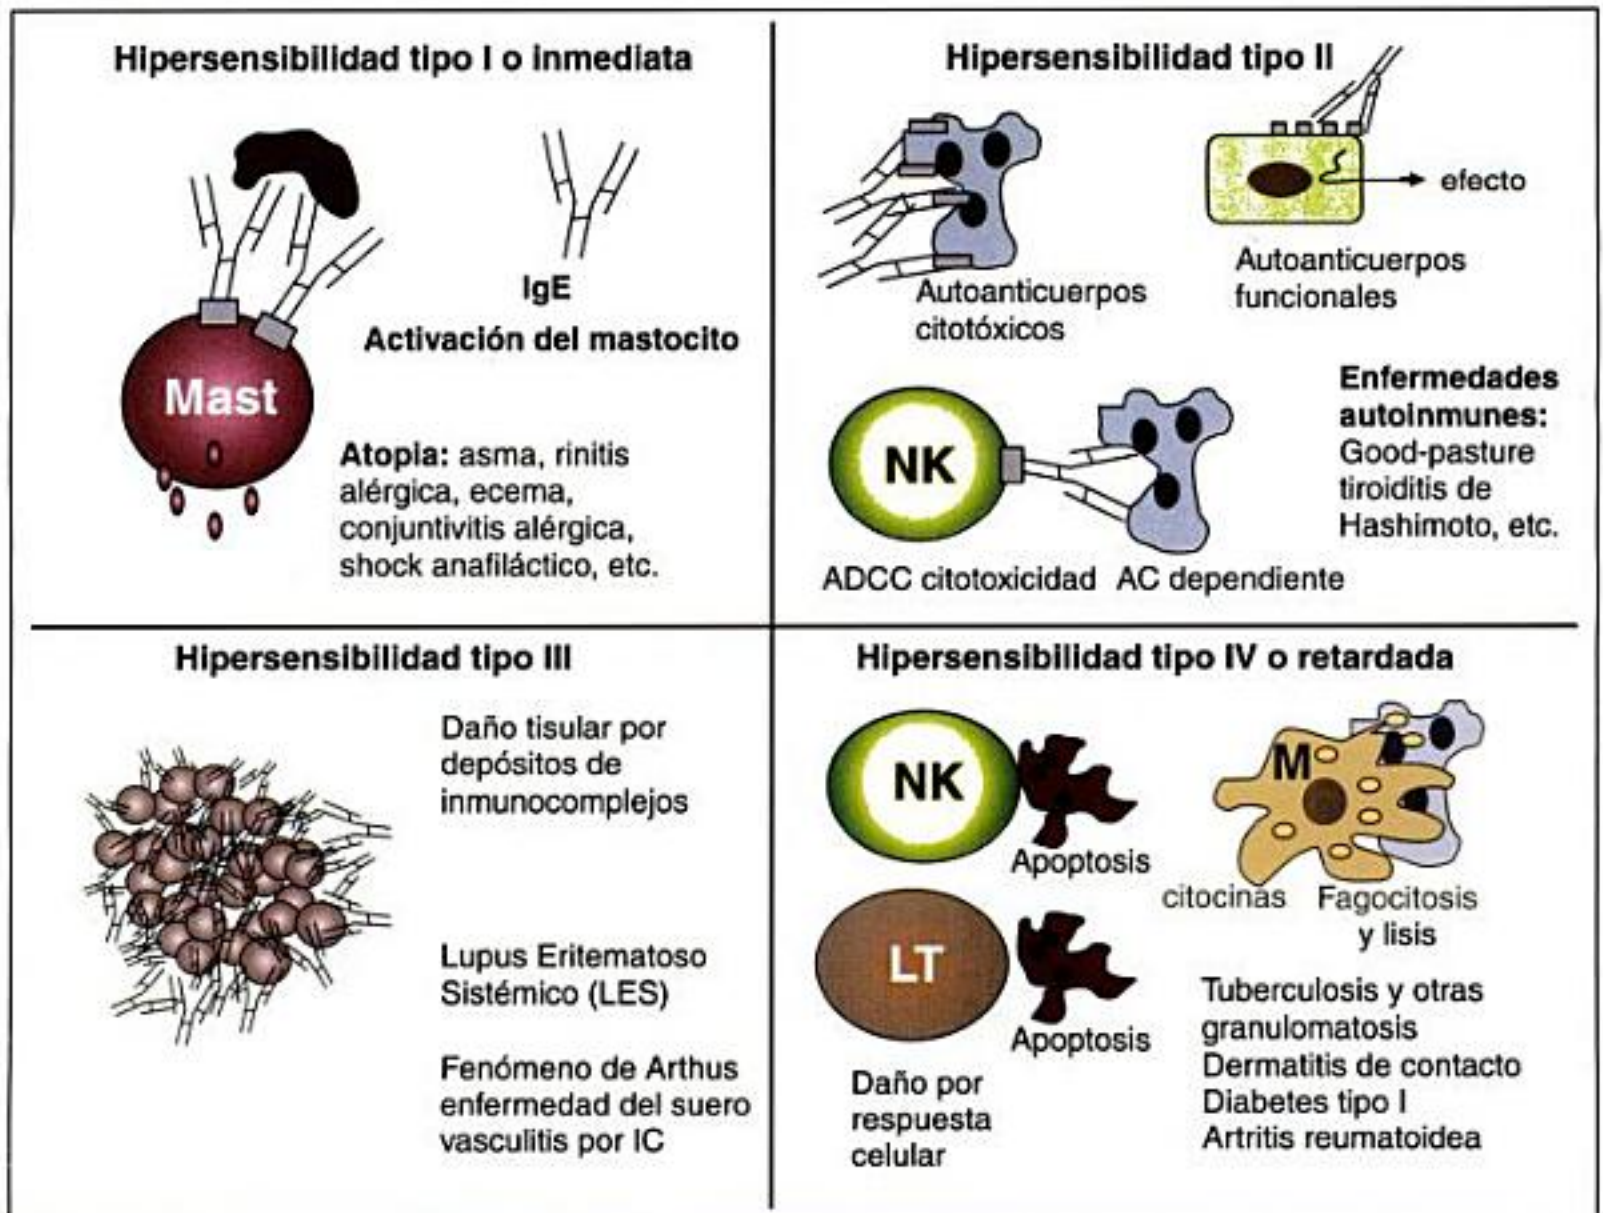 Hipersensibilidad tipo I o inmediata
IgE
Activación del mastocito
Mast
Atopia: asma, rinitis
alérgica, ecema,
conjuntivitis alérgica,
shock anafiláctico, etc.
Hipersensibilidad tipo II
efecto
Autoanticuerpos
citotóxicos
Autoanticuerpos
funcionales
NK
ADCC citotoxicidad AC dependiente
Enfermedades
autoinmunes:
Good-pasture
tiroiditis de
Hashimoto, etc.
Hipersensibilidad tipo III
Daño tisular por
depósitos de
inmunocomplejos
Lupus Eritematoso
Sistémico (LES)
Fenómeno de Arthus
enfermedad del suero
vasculitis por IC
Hipersensibilidad tipo IV o retardada
NK
Apoptosis
M
citocinas
Fagocitosis
y lisis
LT
Apoptosis
Daño por
respuesta
celular
Tuberculosis y otras
granulomatosis
Dermatitis de contacto
Diabetes tipo I
Artritis reumatoidea